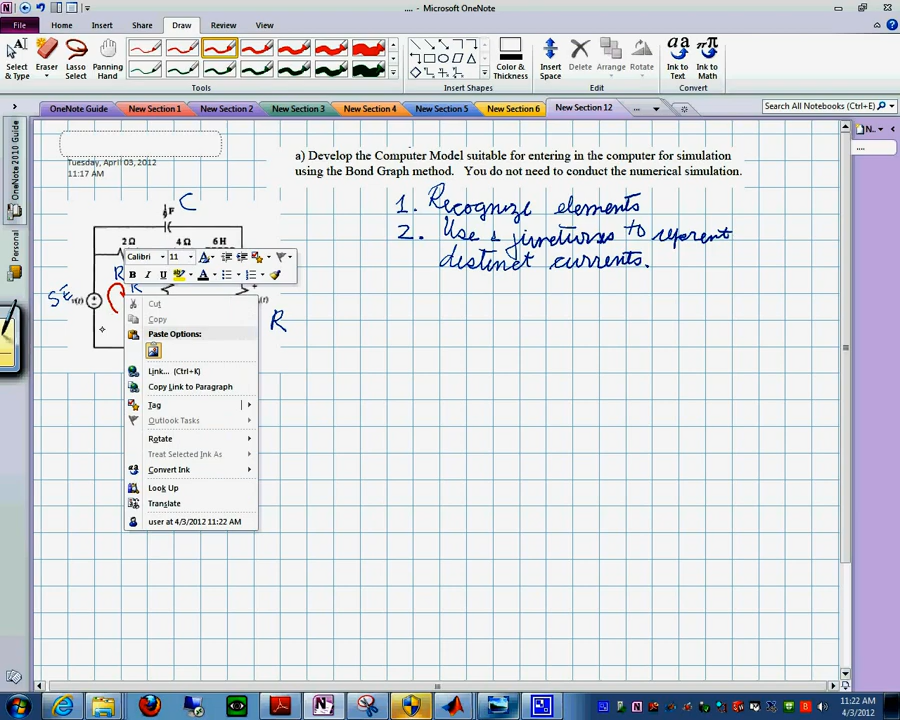 .... - Microsoft OneNote
File Home Insert Share Draw Review View
Select & Type
Eraser
Lasso Select
Panning Hand
Color & Thickness
Insert Space
Delete
Arrange
Rotate
Ink to Text
Ink to Math
Tools
Insert Shapes
Edit
Convert
OneNote Guide New Section 1 New Section 2 New Section 3 New Section 4 New Section 5 New Section 6 New Section 12 ...
Search All Notebooks (Ctrl+E)
N..
....
OneNote 2010 Guide
Personal
Tuesday, April 03, 2012
11:17 AM
a) Develop the Computer Model suitable for entering in the computer for simulation
using the Bond Graph method. You do not need to conduct the numerical simulation.
1. Recognize elements
2. Use 1 junctions to represent
distinct currents.
F C
2 Ω 4 Ω 6 H
R
R
SE v(t)
(t)
R
Calibri 11
B I U
Cut
Copy
Paste Options:
Link... (Ctrl+K)
Copy Link to Paragraph
Tag
Outlook Tasks
Rotate
Treat Selected Ink As
Convert Ink
Look Up
Translate
user at 4/3/2012 11:22 AM
11:22 AM
4/3/2012